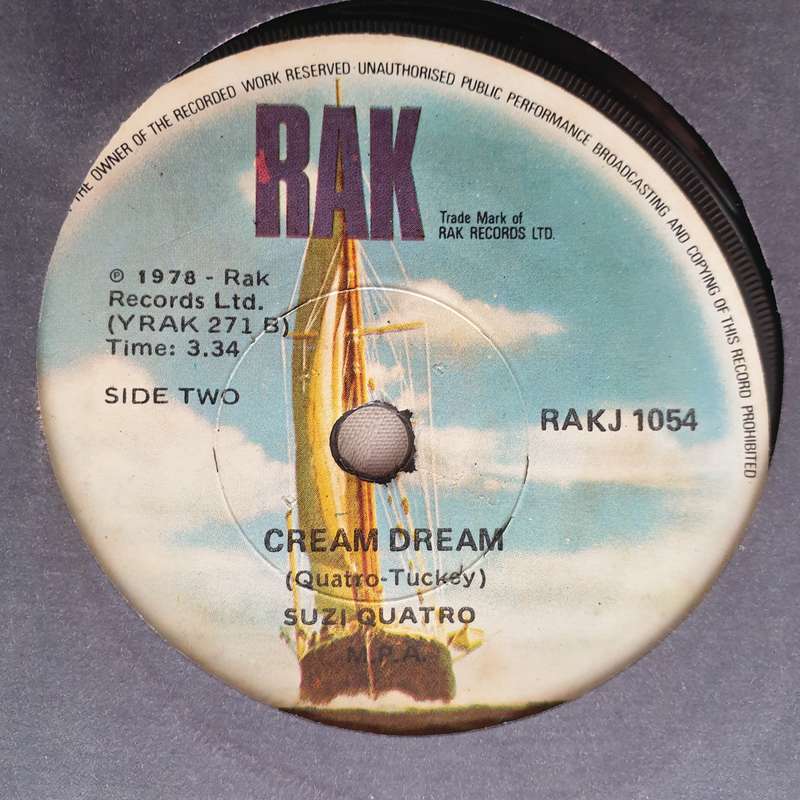 THE OWNER OF THE RECORDED WORK RESERVED·UNAUTHORISED PUBLIC PERFORMANCE BROADCASTING AND COPYING OF THIS RECORD PROHIBITED
RAK
Trade Mark of
RAK RECORDS LTD.
℗ 1978 - Rak
Records Ltd.
(YRAK 271 B)
Time: 3.34
SIDE TWO
RAKJ 1054
CREAM DREAM
(Quatro-Tuckey)
SUZI QUATRO
M.P.A.